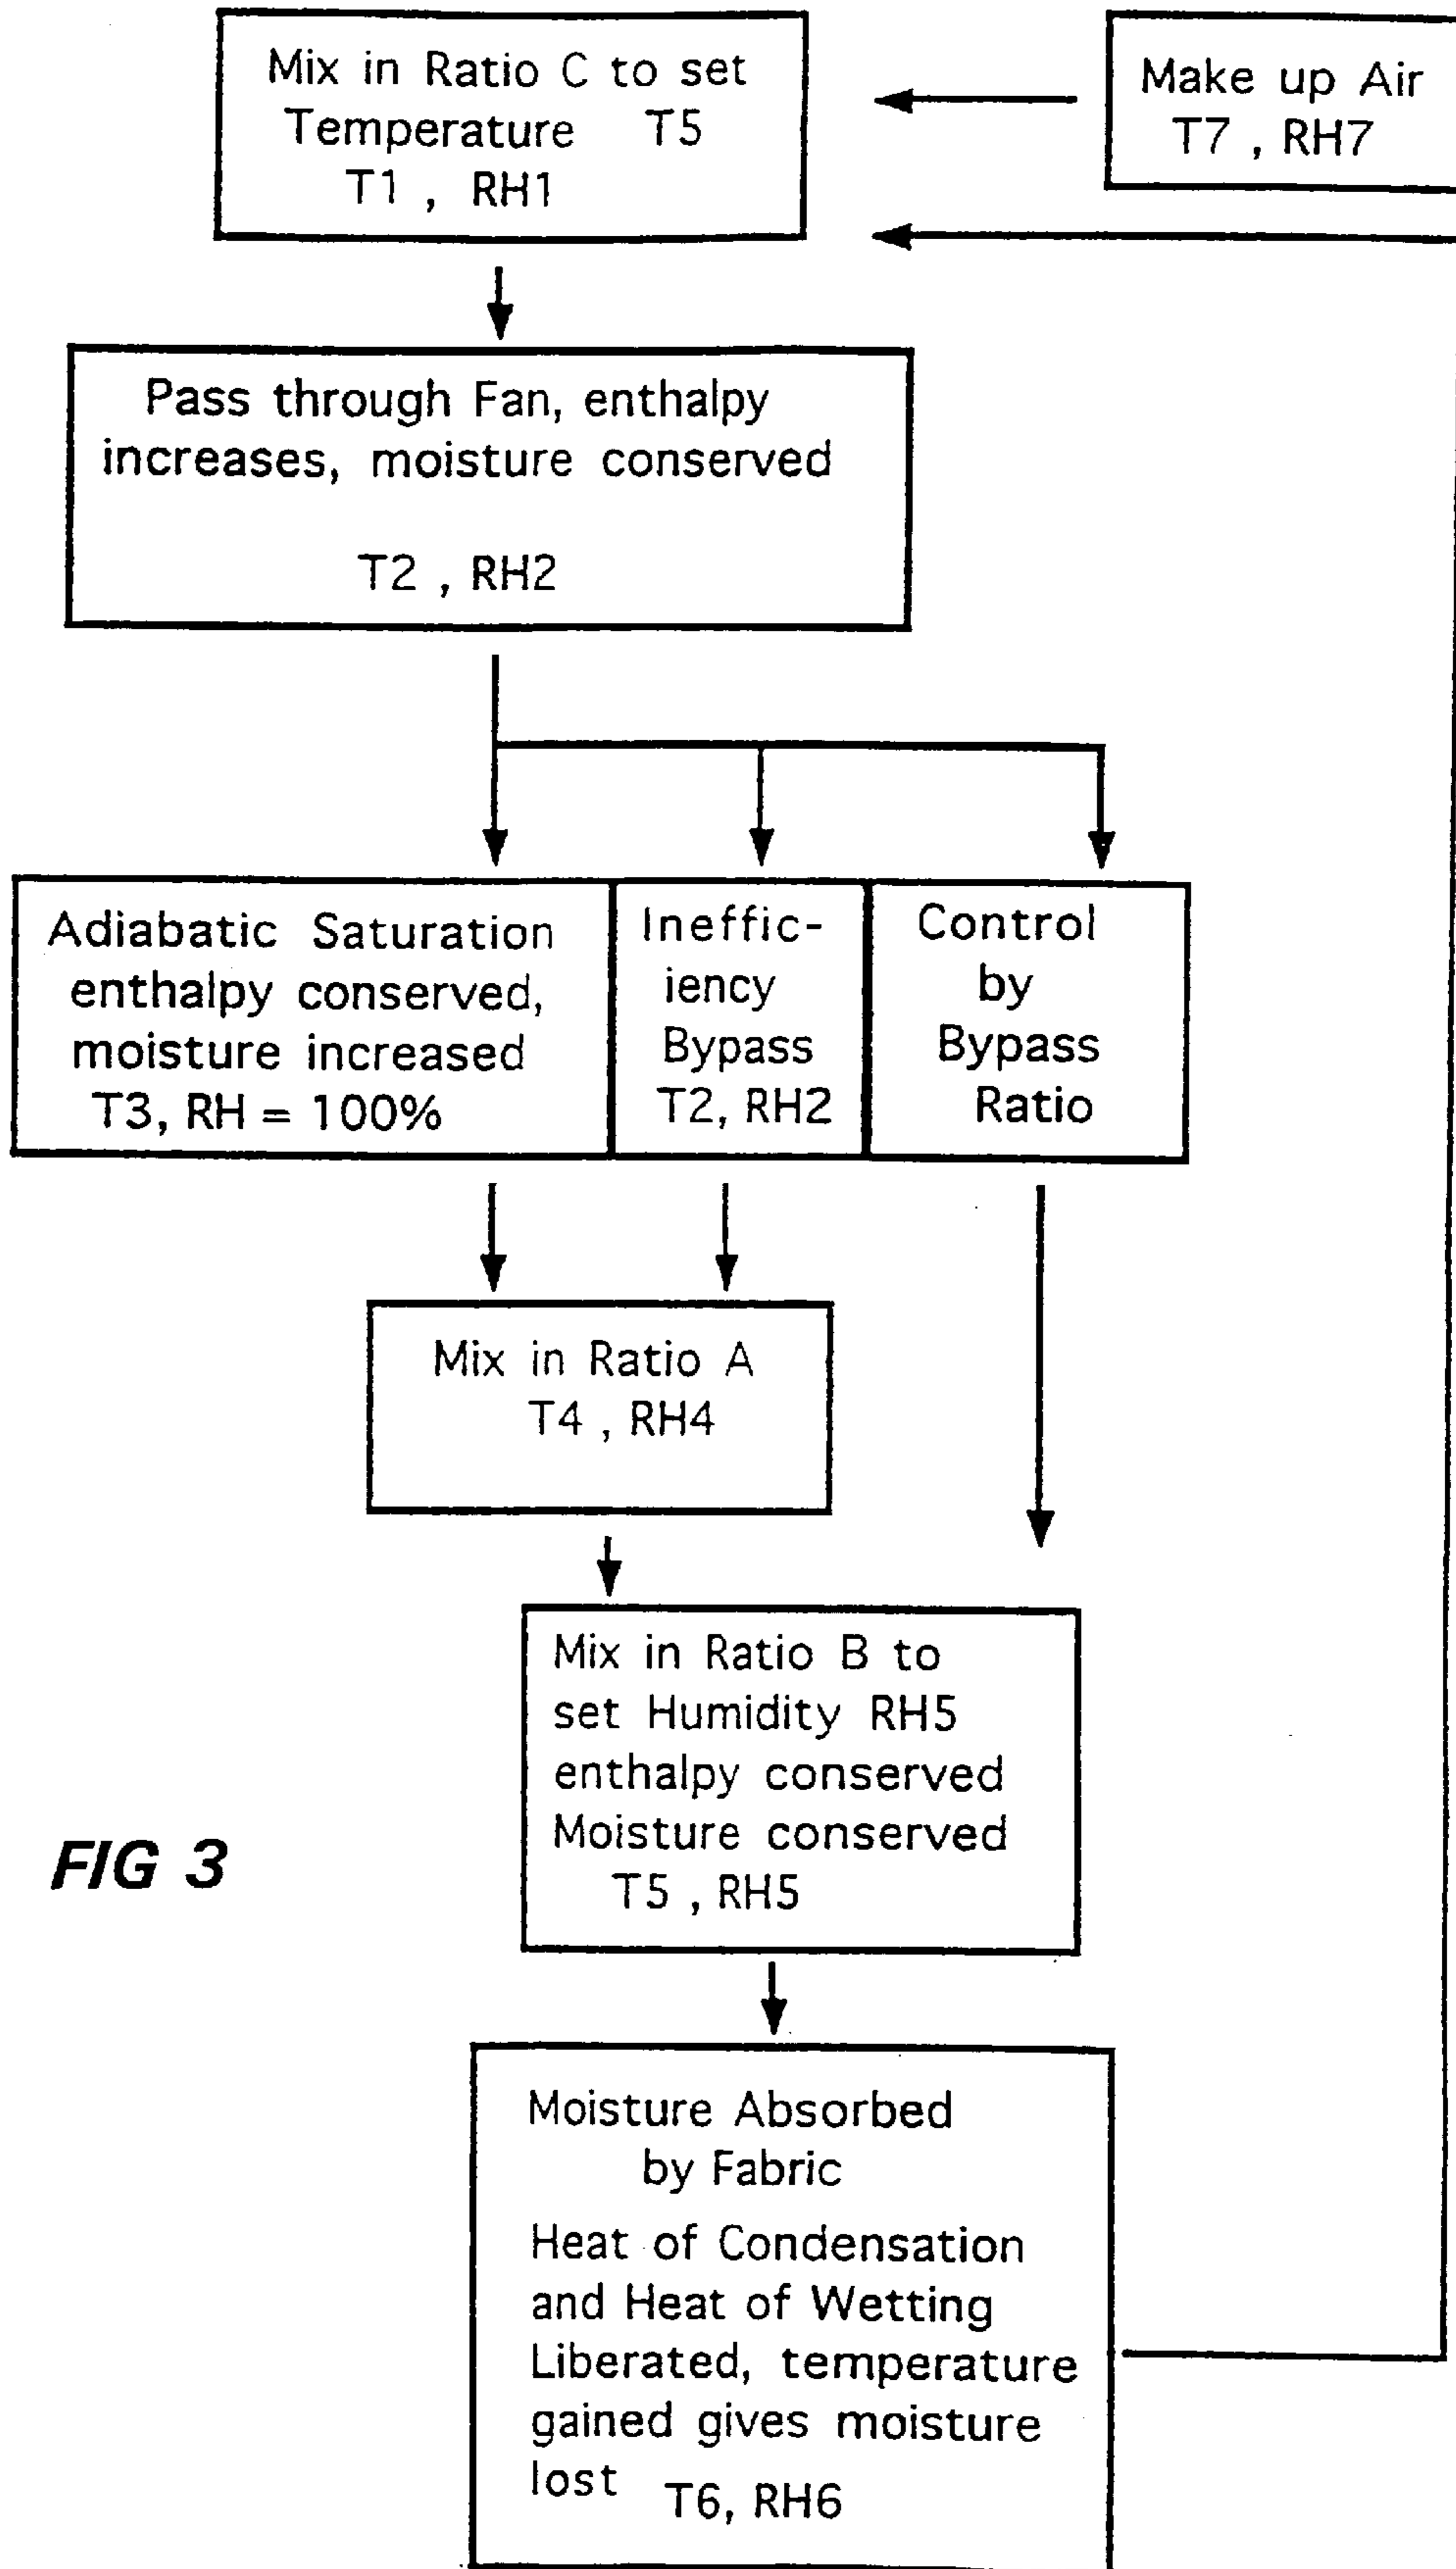 Mix in Ratio C to set
Temperature T5
T1 , RH1
Make up Air
T7 , RH7
Pass through Fan, enthalpy
increases, moisture conserved
T2 , RH2
Adiabatic Saturation
enthalpy conserved,
moisture increased
T3, RH = 100%
Ineffic-
iency
Bypass
T2, RH2
Control
by
Bypass
Ratio
Mix in Ratio A
T4 , RH4
Mix in Ratio B to
set Humidity RH5
enthalpy conserved
Moisture conserved
T5 , RH5
FIG 3
Moisture Absorbed
by Fabric
Heat of Condensation
and Heat of Wetting
Liberated, temperature
gained gives moisture
lost T6, RH6